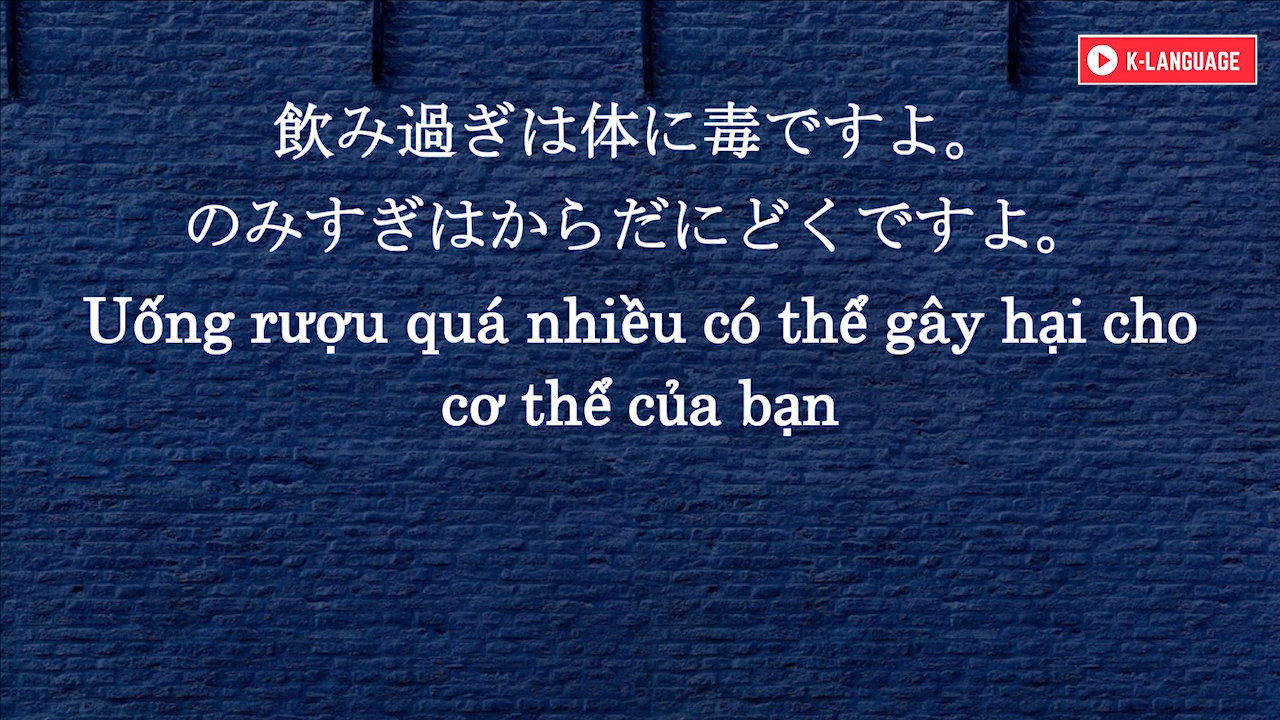 K-LANGUAGE
飲み過ぎは体に毒ですよ。
のみすぎはからだにどくですよ。
Uống rượu quá nhiều có thể gây hại cho
cơ thể của bạn